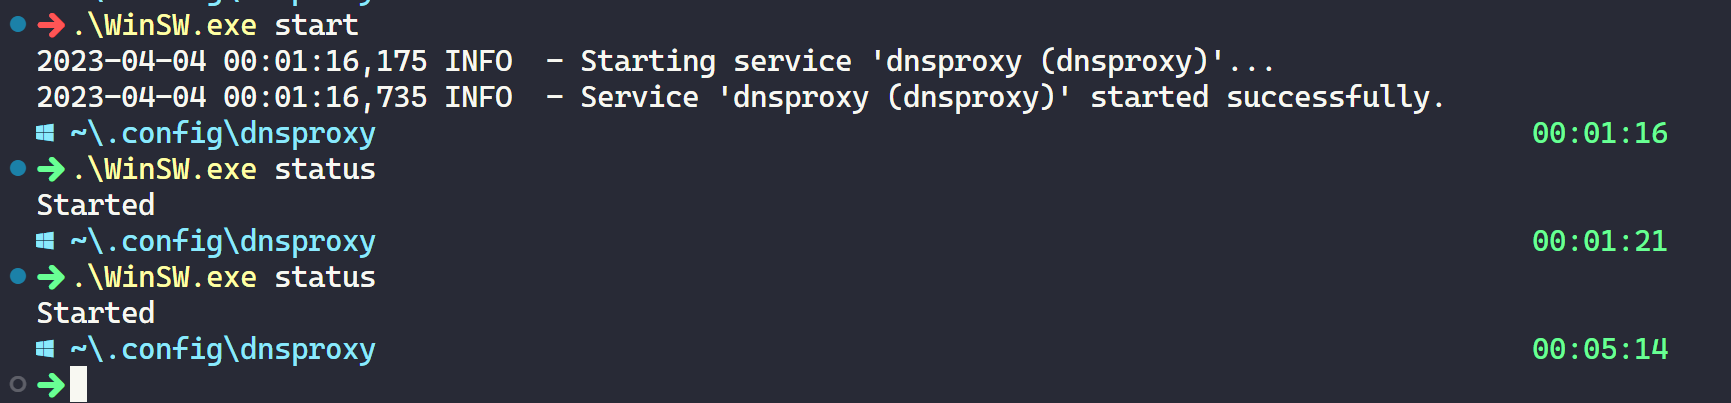 ➜ .\WinSW.exe start
2023-04-04 00:01:16,175 INFO  - Starting service 'dnsproxy (dnsproxy)'...
2023-04-04 00:01:16,735 INFO  - Service 'dnsproxy (dnsproxy)' started successfully.
~\.config\dnsproxy 00:01:16
➜ .\WinSW.exe status
Started
~\.config\dnsproxy 00:01:21
➜ .\WinSW.exe status
Started
~\.config\dnsproxy 00:05:14
➜